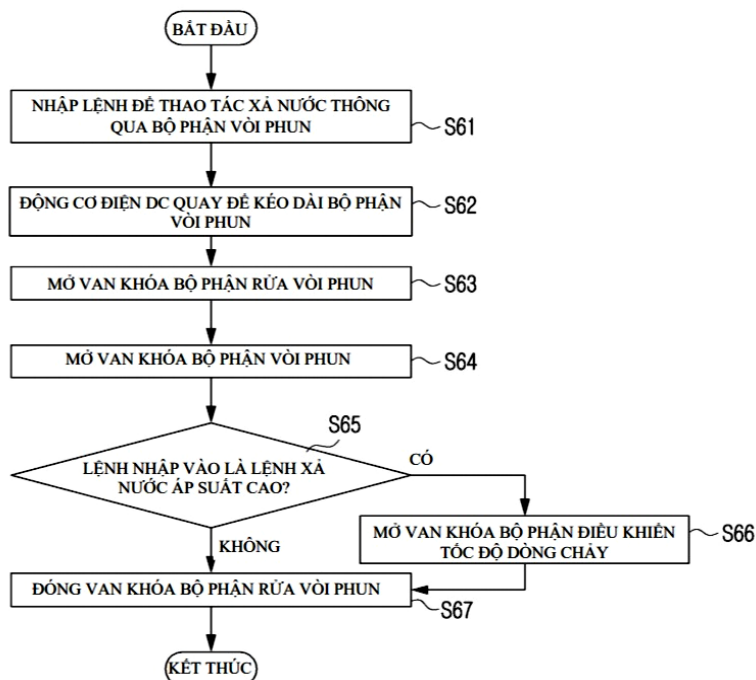 BẮT ĐẦU
NHẬP LỆNH ĐỂ THAO TÁC XẢ NƯỚC THÔNG
QUA BỘ PHẬN VÒI PHUN
S61
ĐỘNG CƠ ĐIỆN DC QUAY ĐỂ KÉO DÀI BỘ PHẬN
VÒI PHUN
S62
MỞ VAN KHÓA BỘ PHẬN RỬA VÒI PHUN
S63
MỞ VAN KHÓA BỘ PHẬN VÒI PHUN
S64
S65
LỆNH NHẬP VÀO LÀ LỆNH XẢ
NƯỚC ÁP SUẤT CAO?
CÓ
MỞ VAN KHÓA BỘ PHẬN ĐIỀU KHIỂN
TỐC ĐỘ DÒNG CHẢY
S66
KHÔNG
ĐÓNG VAN KHÓA BỘ PHẬN RỬA VÒI PHUN
S67
KẾT THÚC